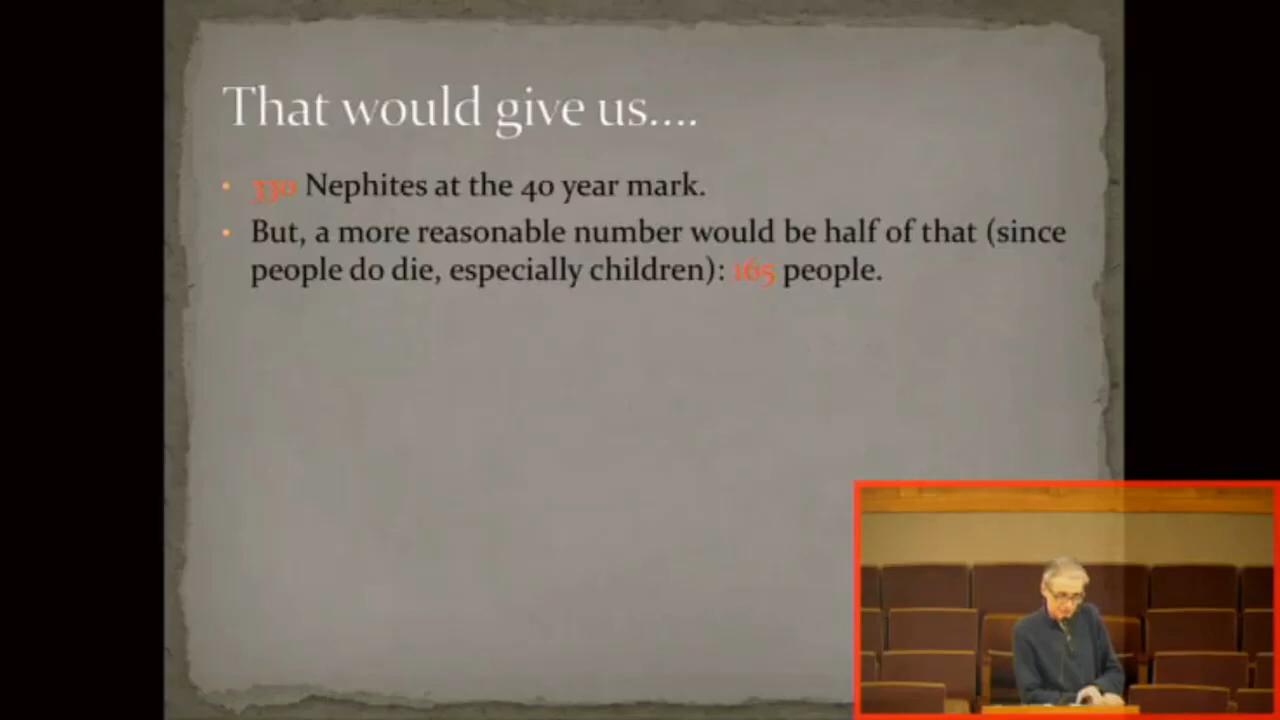 That would give us....
• 330 Nephites at the 40 year mark.
• But, a more reasonable number would be half of that (since
people do die, especially children): 165 people.